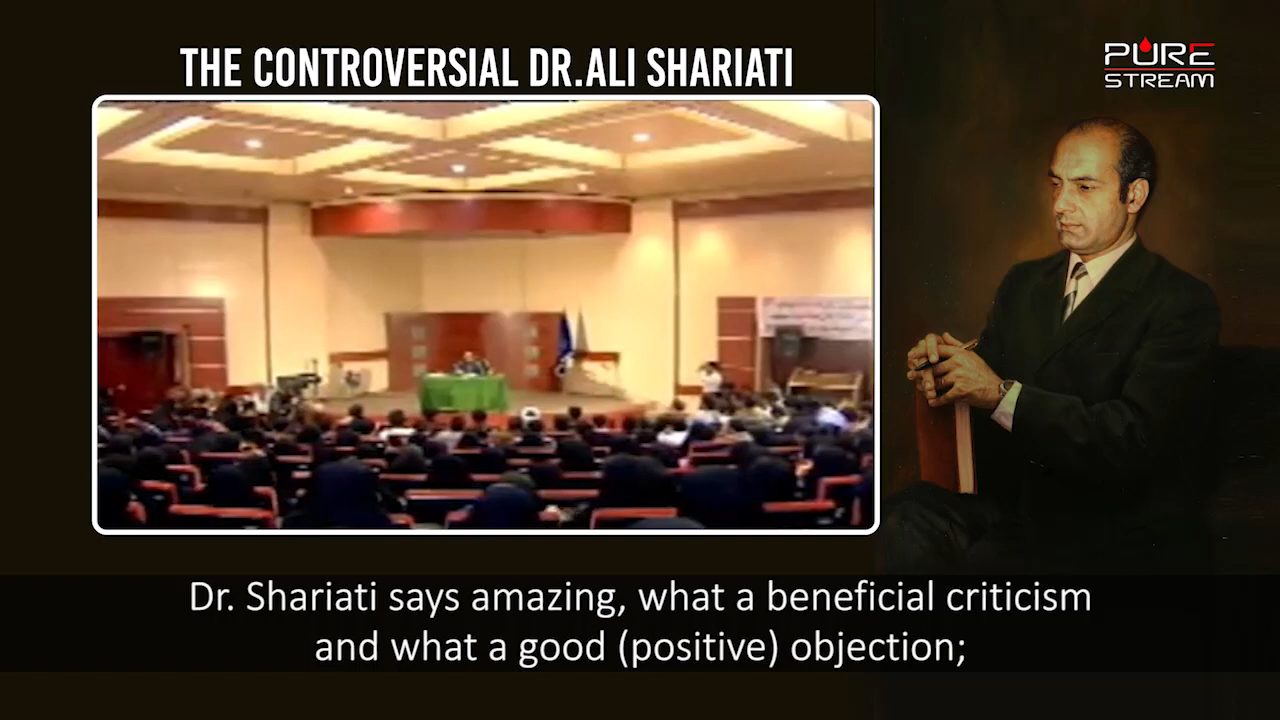 THE CONTROVERSIAL DR.ALI SHARIATI
PURE
STREAM
Dr. Shariati says amazing, what a beneficial criticism
and what a good (positive) objection;